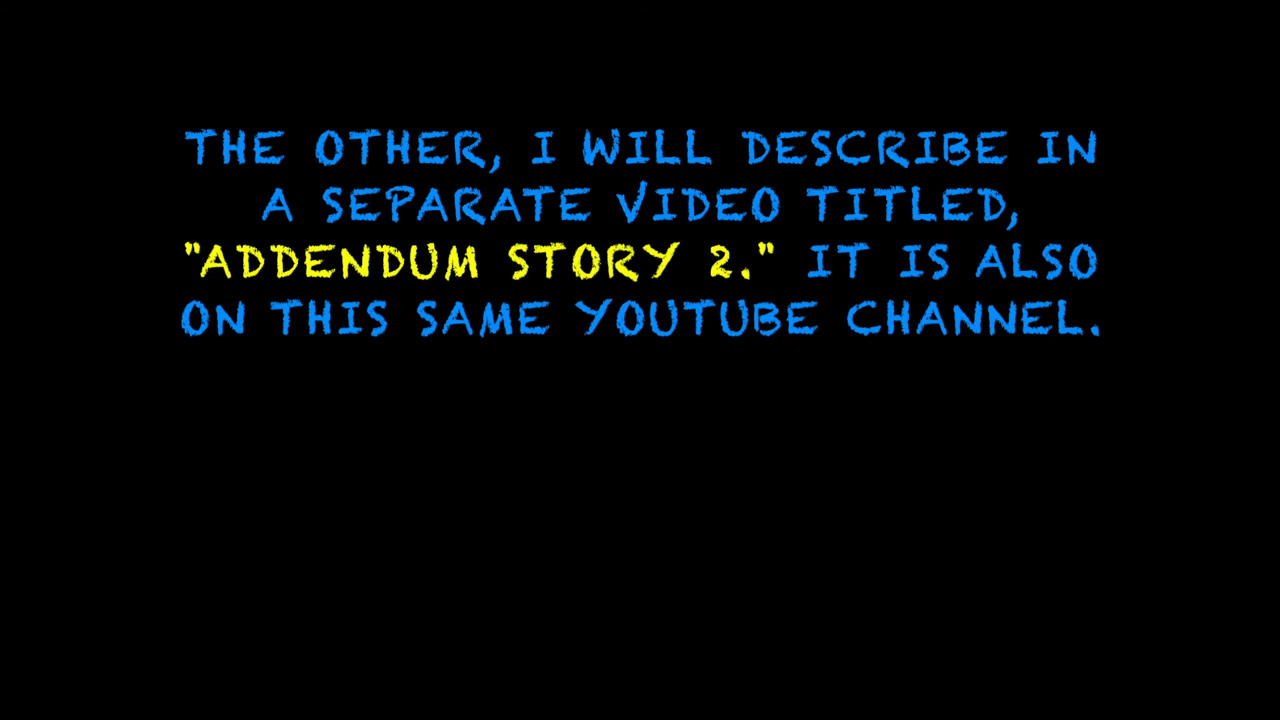 THE OTHER, I WILL DESCRIBE IN
A SEPARATE VIDEO TITLED,
"ADDENDUM STORY 2." IT IS ALSO
ON THIS SAME YOUTUBE CHANNEL.